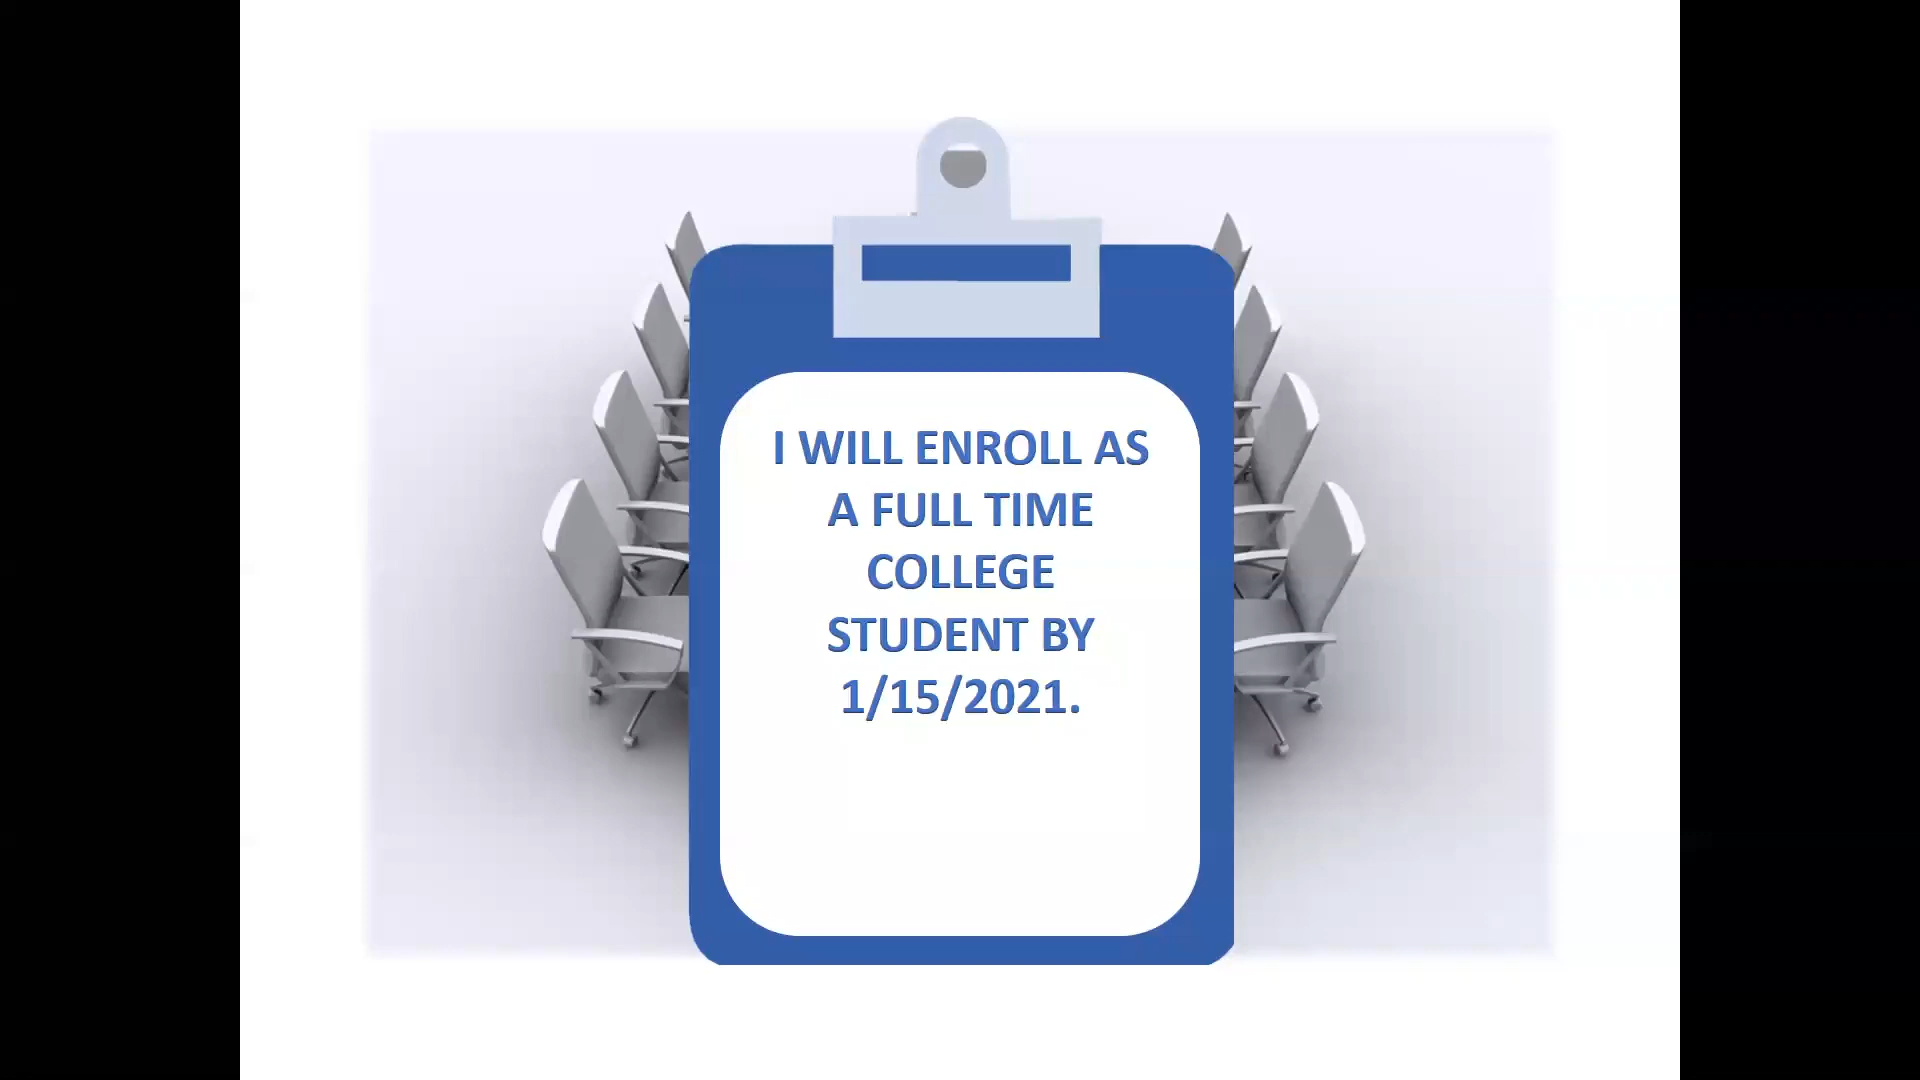 I WILL ENROLL AS
A FULL TIME
COLLEGE
STUDENT BY
1/15/2021.